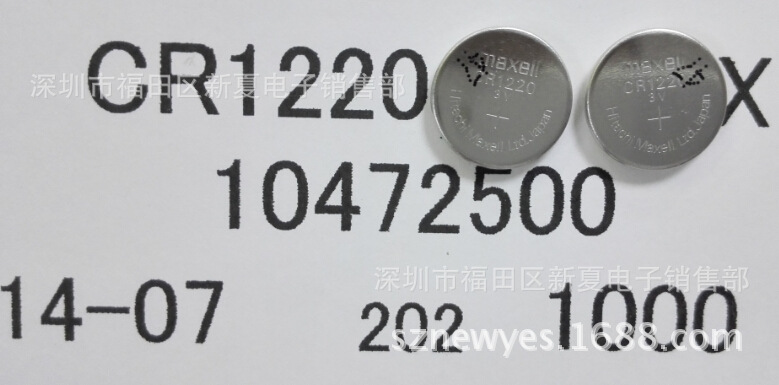 CR1220 X
深圳市福田区新夏电子销售部
maxell
CR1220
3V
+
Hitachi Maxell Ltd. Japan
maxell
CR122
3V
+
Hitachi Maxell Ltd. Japan
10472500
深圳市福田区新夏电子销售部
14-07 202 1000
sznewyes.1688.com